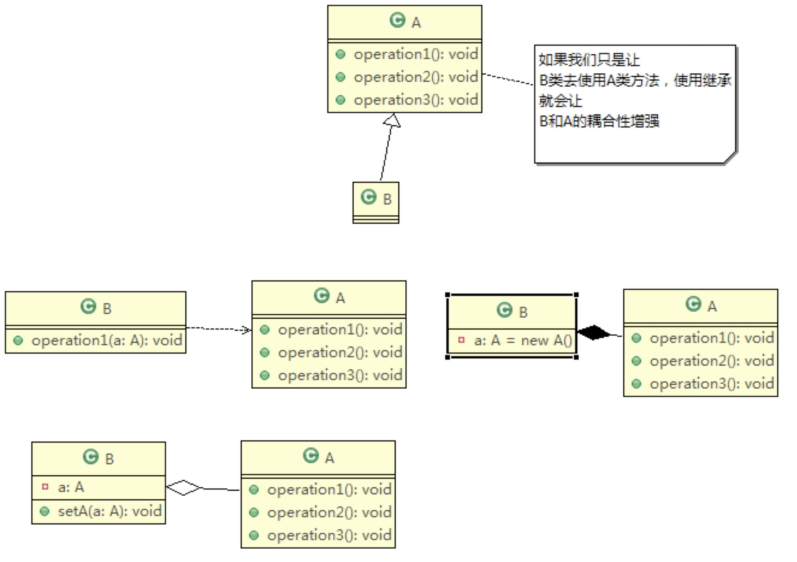 C A
operation1(): void
operation2(): void
operation3(): void
如果我们只是让
B类去使用A类方法，使用继承
就会让
B和A的耦合性增强
C B
C B
operation1(a: A): void
C A
operation1(): void
operation2(): void
operation3(): void
C B
a: A = new A()
C A
operation1(): void
operation2(): void
operation3(): void
C B
a: A
setA(a: A): void
C A
operation1(): void
operation2(): void
operation3(): void